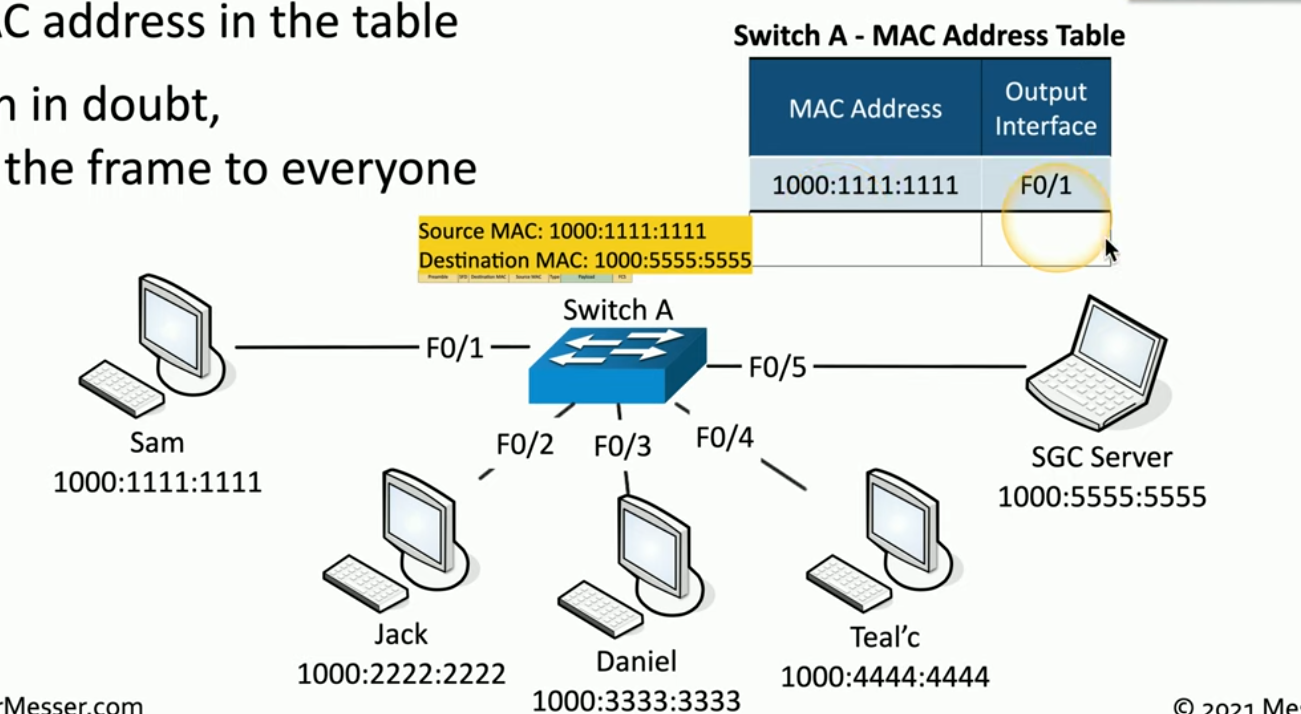 AC address in the table
n in doubt,
the frame to everyone
Switch A - MAC Address Table
MAC Address
Output
Interface
1000:1111:1111
F0/1
Source MAC: 1000:1111:1111
Destination MAC: 1000:5555:5555
Preamble SFD Destination MAC Source MAC Type Payload FCS
Switch A
F0/1
F0/5
F0/2
F0/3
F0/4
Sam
1000:1111:1111
SGC Server
1000:5555:5555
Jack
1000:2222:2222
Daniel
1000:3333:3333
Teal’c
1000:4444:4444
rMesser.com
© 2021 Mes